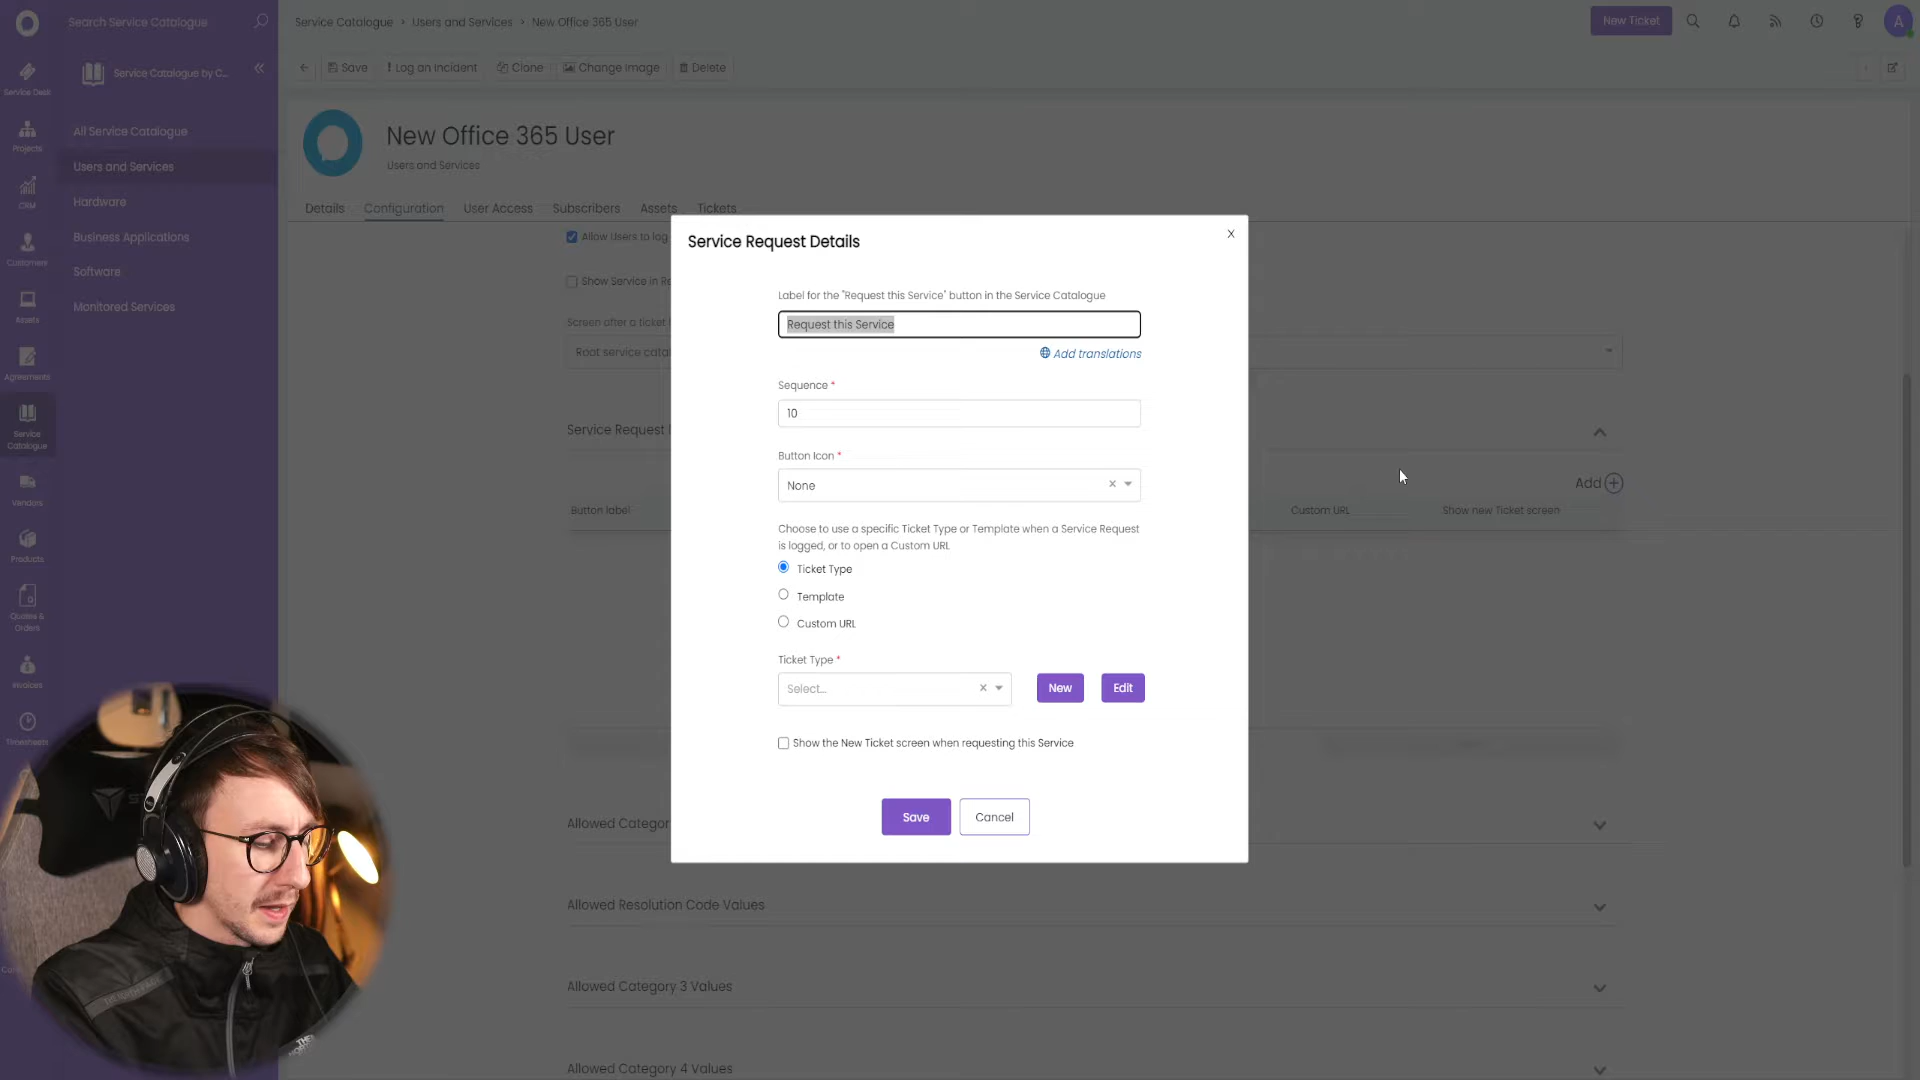 Search Service Catalogue
Service Catalogue › Users and Services › New Office 365 User
New Ticket
A
Service Desk
Service Catalogue by C...
Save
! Log an Incident
Clone
Change Image
Delete
All Service Catalogue
Projects
New Office 365 User
Users and Services
Users and Services
CRM
Hardware
Details
Configuration
User Access
Subscribers
Assets
Tickets
Business Applications
Allow Users to log
Customers
Software
Show Service in Re
Monitored Services
Assets
Screen after a ticket
Root service catal
Agreements
Service Catalogue
Service Request
Add
Button label
Custom URL
Show new Ticket screen
Vendors
Products
Quotes & Orders
Invoices
Timesheets
Allowed Categor
Allowed Resolution Code Values
Allowed Category 3 Values
Allowed Category 4 Values
Service Request Details
X
Label for the "Request this Service" button in the Service Catalogue
Request this Service
Add translations
Sequence *
10
Button Icon *
None
Choose to use a specific Ticket Type or Template when a Service Request
is logged, or to open a Custom URL
Ticket Type
Template
Custom URL
Ticket Type *
Select...
New
Edit
Show the New Ticket screen when requesting this Service
Save
Cancel